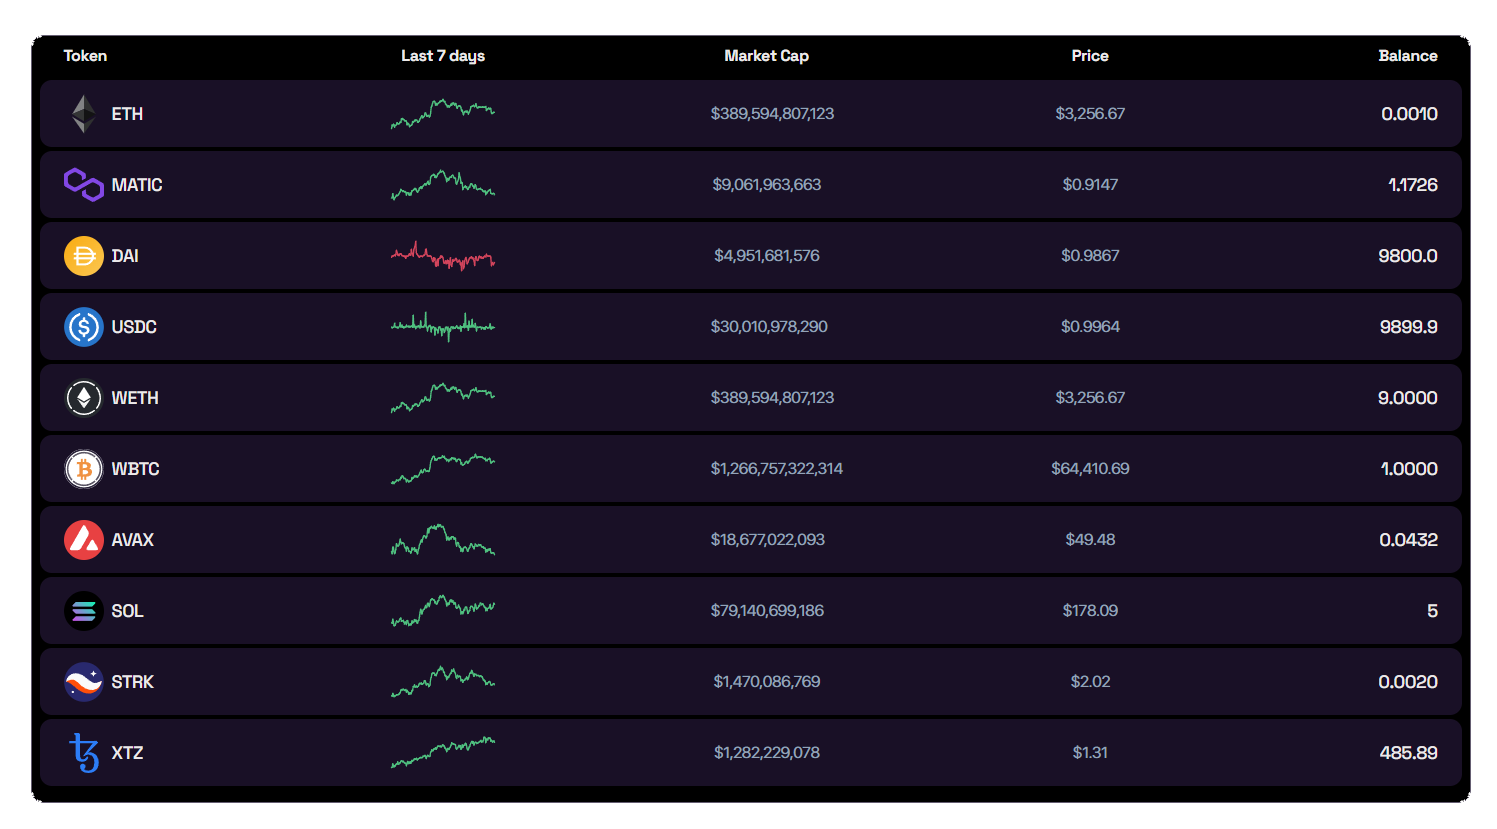 Token Last 7 days Market Cap Price Balance
ETH $389,594,807,123 $3,256.67 0.0010
MATIC $9,061,963,663 $0.9147 1.1726
DAI $4,951,681,576 $0.9867 9800.0
USDC $30,010,978,290 $0.9964 9899.9
WETH $389,594,807,123 $3,256.67 9.0000
WBTC $1,266,757,322,314 $64,410.69 1.0000
AVAX $18,677,022,093 $49.48 0.0432
SOL $79,140,699,186 $178.09 5
STRK $1,470,086,769 $2.02 0.0020
XTZ $1,282,229,078 $1.31 485.89